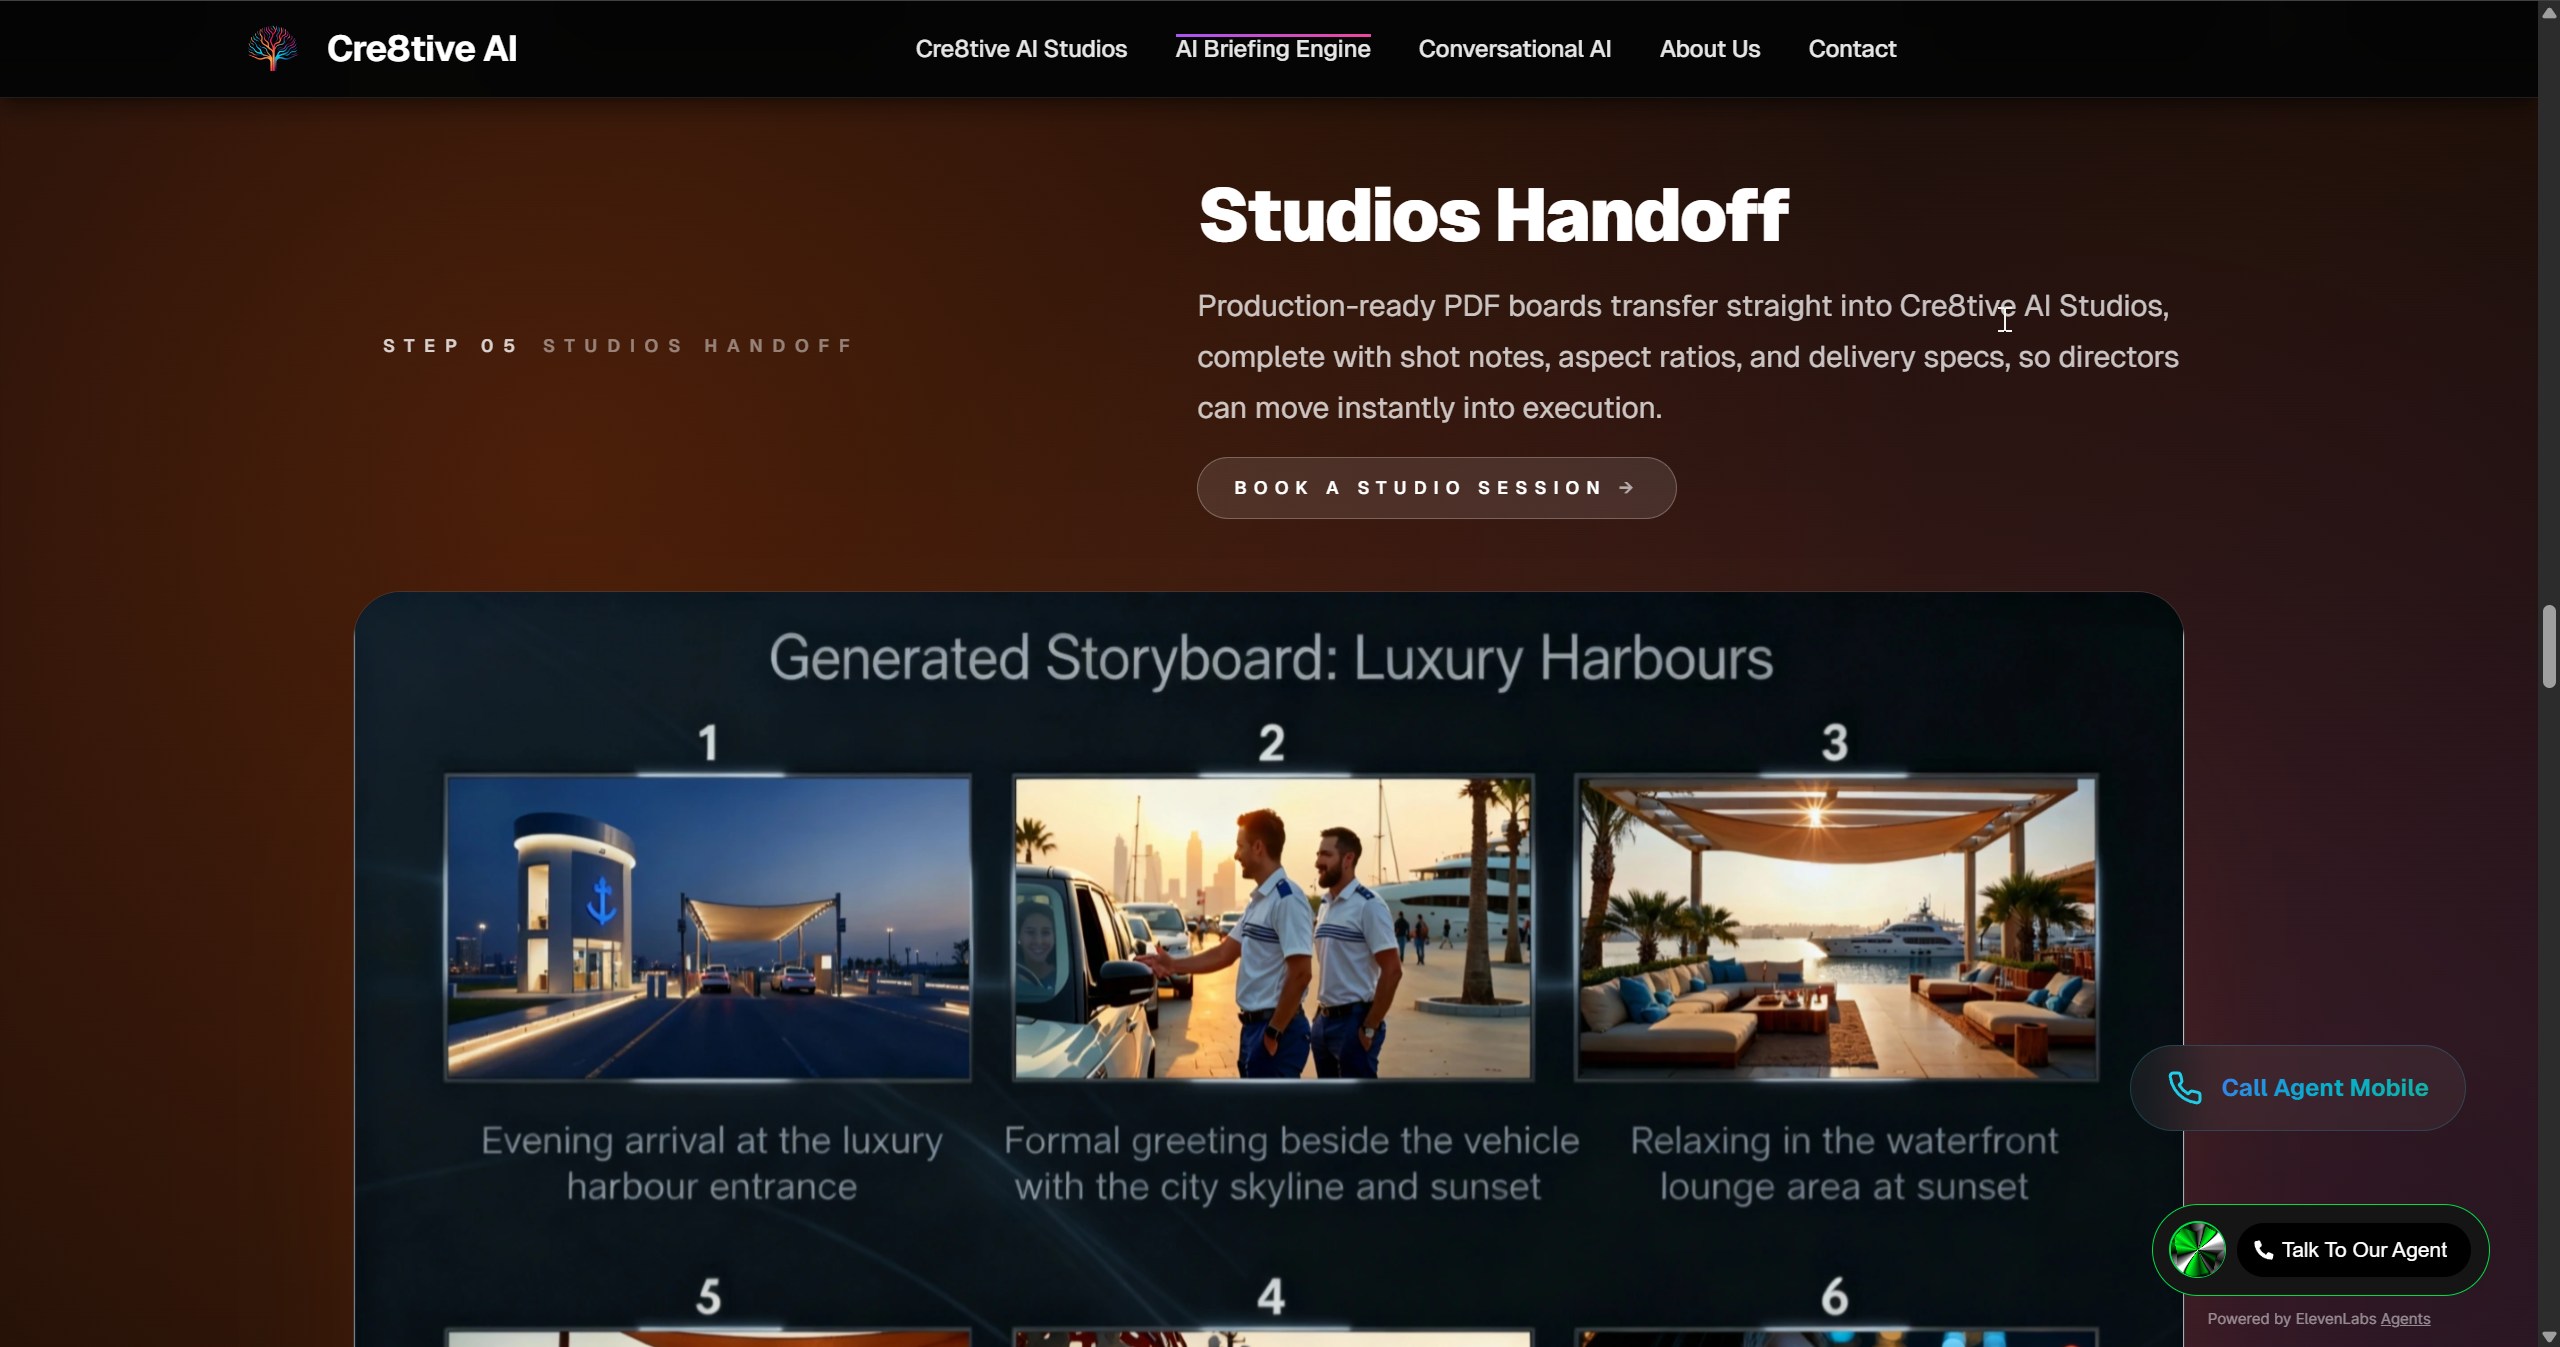 Cre8tive AI
Cre8tive AI Studios
AI Briefing Engine
Conversational AI
About Us
Contact
STEP 05 STUDIOS HANDOFF
Studios Handoff
Production-ready PDF boards transfer straight into Cre8tive AI Studios,
complete with shot notes, aspect ratios, and delivery specs, so directors
can move instantly into execution.
BOOK A STUDIO SESSION →
Generated Storyboard: Luxury Harbours
1
2
3
Evening arrival at the luxury
harbour entrance
Formal greeting beside the vehicle
with the city skyline and sunset
Relaxing in the waterfront
lounge area at sunset
5
4
6
Call Agent Mobile
Talk To Our Agent
Powered by ElevenLabs Agents